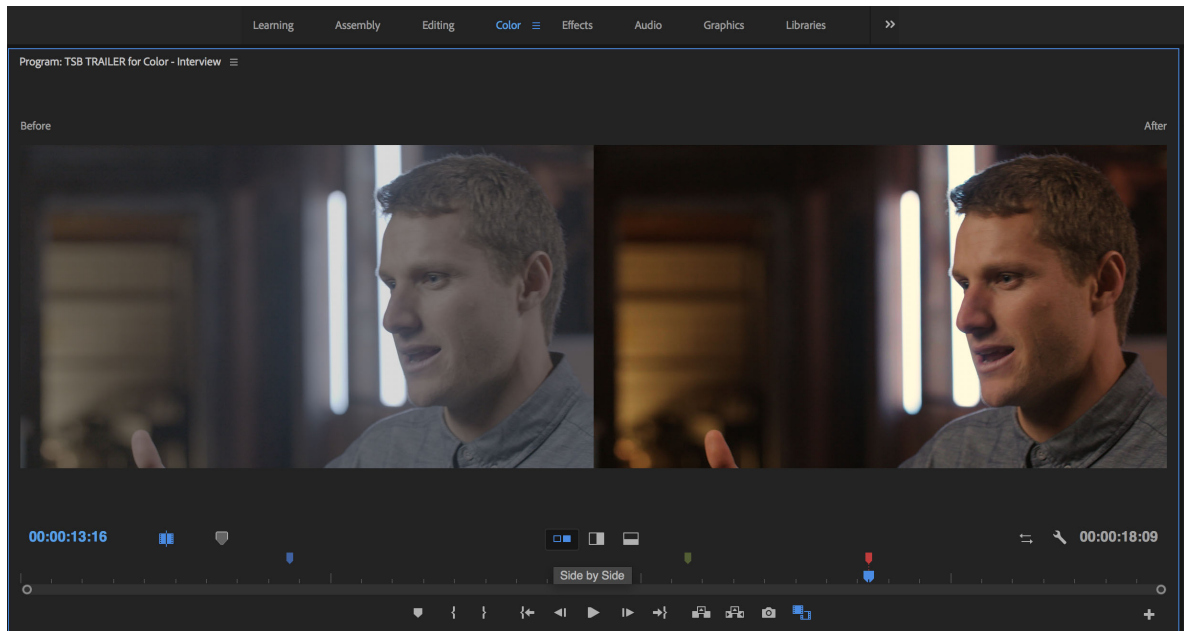 Learning Assembly Editing Color Effects Audio Graphics Libraries
Program: TSB TRAILER for Color - Interview
Before After
00:00:13:16 00:00:18:09
Side by Side